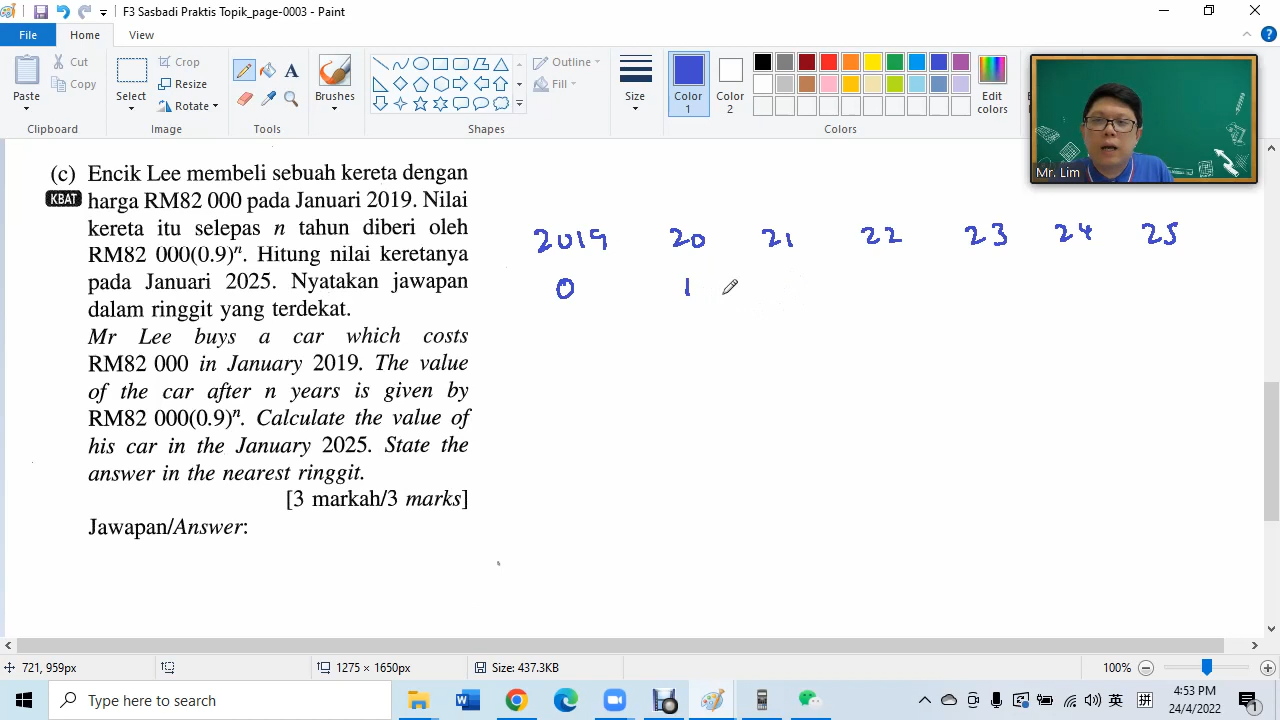 F3 Sasbadi Praktis Topik_page-0003 - Paint
File Home View
Paste Cut Copy Clipboard
Select Crop Resize Rotate Image
A Tools
Brushes
Outline Fill Shapes
Size
Color 1 Color 2
Edit colors
Colors
Mr. Lim
(c) Encik Lee membeli sebuah kereta dengan
KBAT
harga RM82 000 pada Januari 2019. Nilai
kereta itu selepas n tahun diberi oleh
RM82 000(0.9)ⁿ. Hitung nilai keretanya
pada Januari 2025. Nyatakan jawapan
dalam ringgit yang terdekat.
Mr Lee buys a car which costs
RM82 000 in January 2019. The value
of the car after n years is given by
RM82 000(0.9)ⁿ. Calculate the value of
his car in the January 2025. State the
answer in the nearest ringgit.
[3 markah/3 marks]
Jawapan/Answer:
2019 20 21 22 23 24 25
0 1
721, 959px
1275 × 1650px
Size: 437.3KB
100%
Type here to search
英
拼
4:53 PM
24/4/2022
1